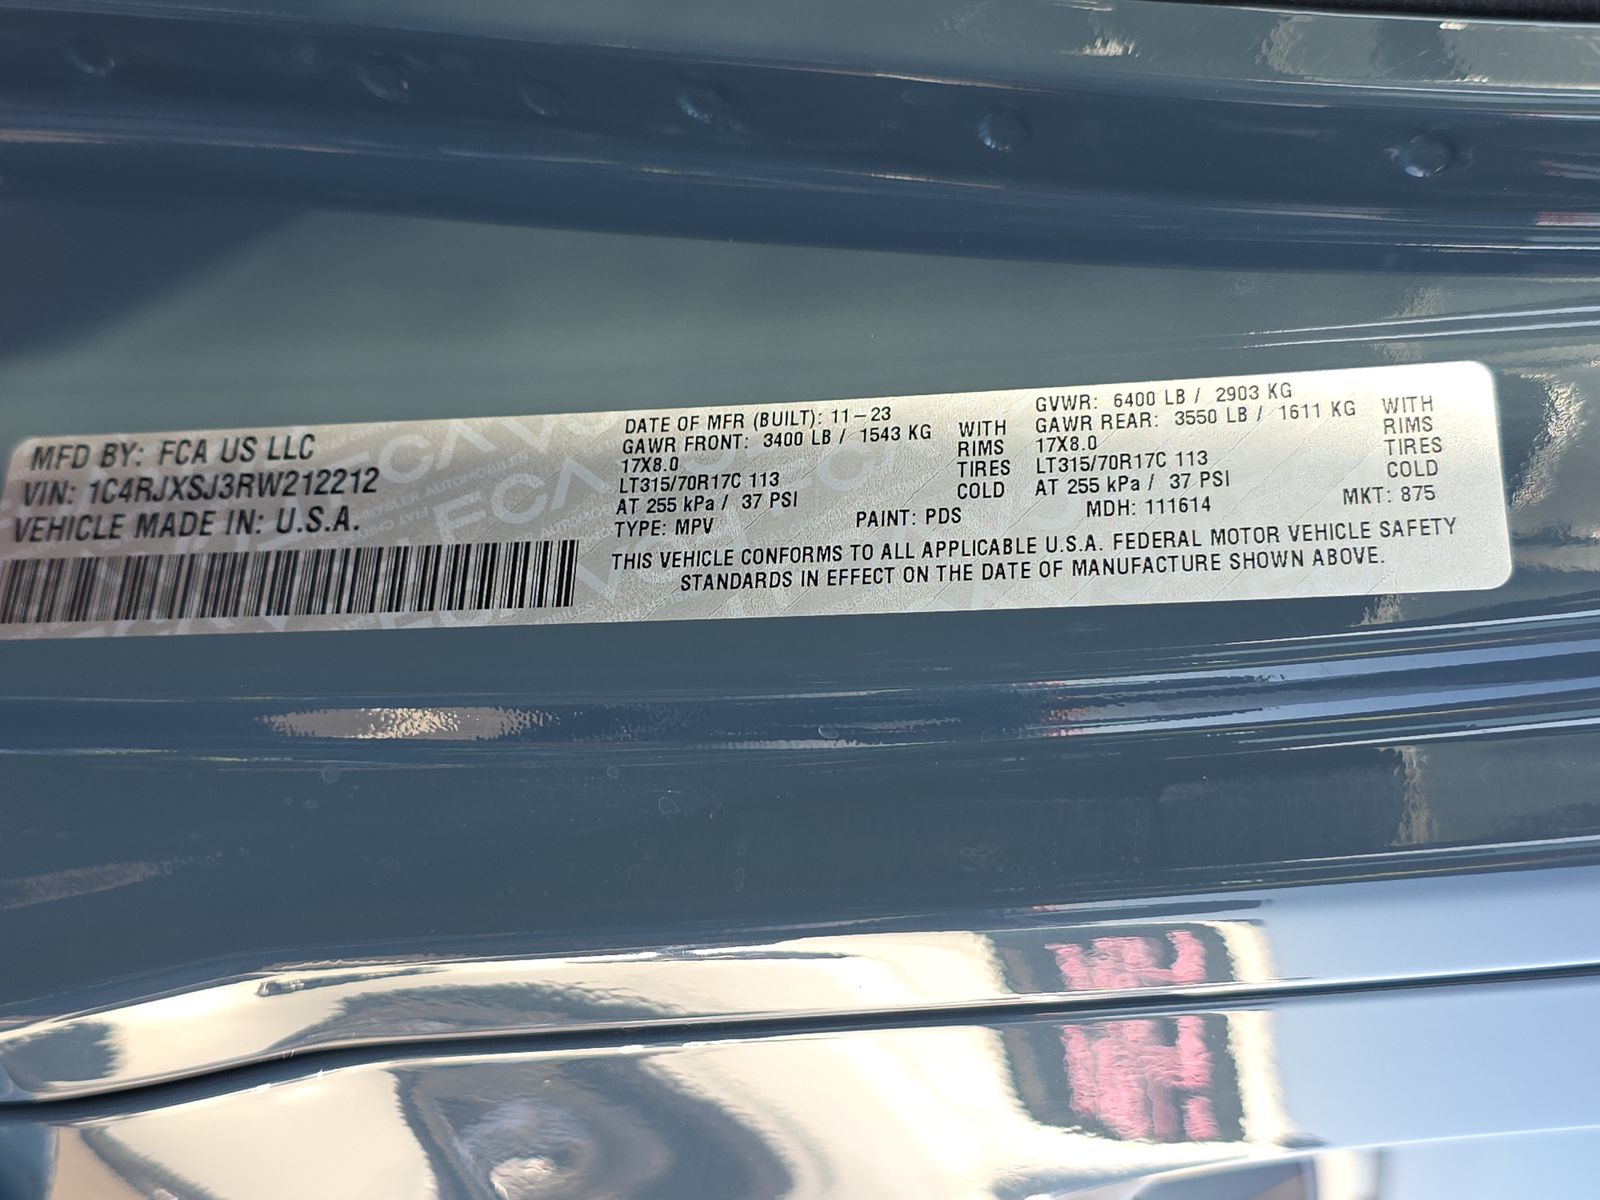 MFD BY: FCA US LLC
VIN: 1C4RJXSJ3RW212212
VEHICLE MADE IN: U.S.A.
DATE OF MFR (BUILT): 11-23
GAWR FRONT: 3400 LB / 1543 KG WITH
17X8.0 RIMS
LT315/70R17C 113 TIRES
AT 255 kPa / 37 PSI COLD
TYPE: MPV PAINT: PDS
GVWR: 6400 LB / 2903 KG
GAWR REAR: 3550 LB / 1611 KG WITH
17X8.0 RIMS
LT315/70R17C 113 TIRES
AT 255 kPa / 37 PSI COLD
MDH: 111614 MKT: 875
THIS VEHICLE CONFORMS TO ALL APPLICABLE U.S.A. FEDERAL MOTOR VEHICLE SAFETY
STANDARDS IN EFFECT ON THE DATE OF MANUFACTURE SHOWN ABOVE.